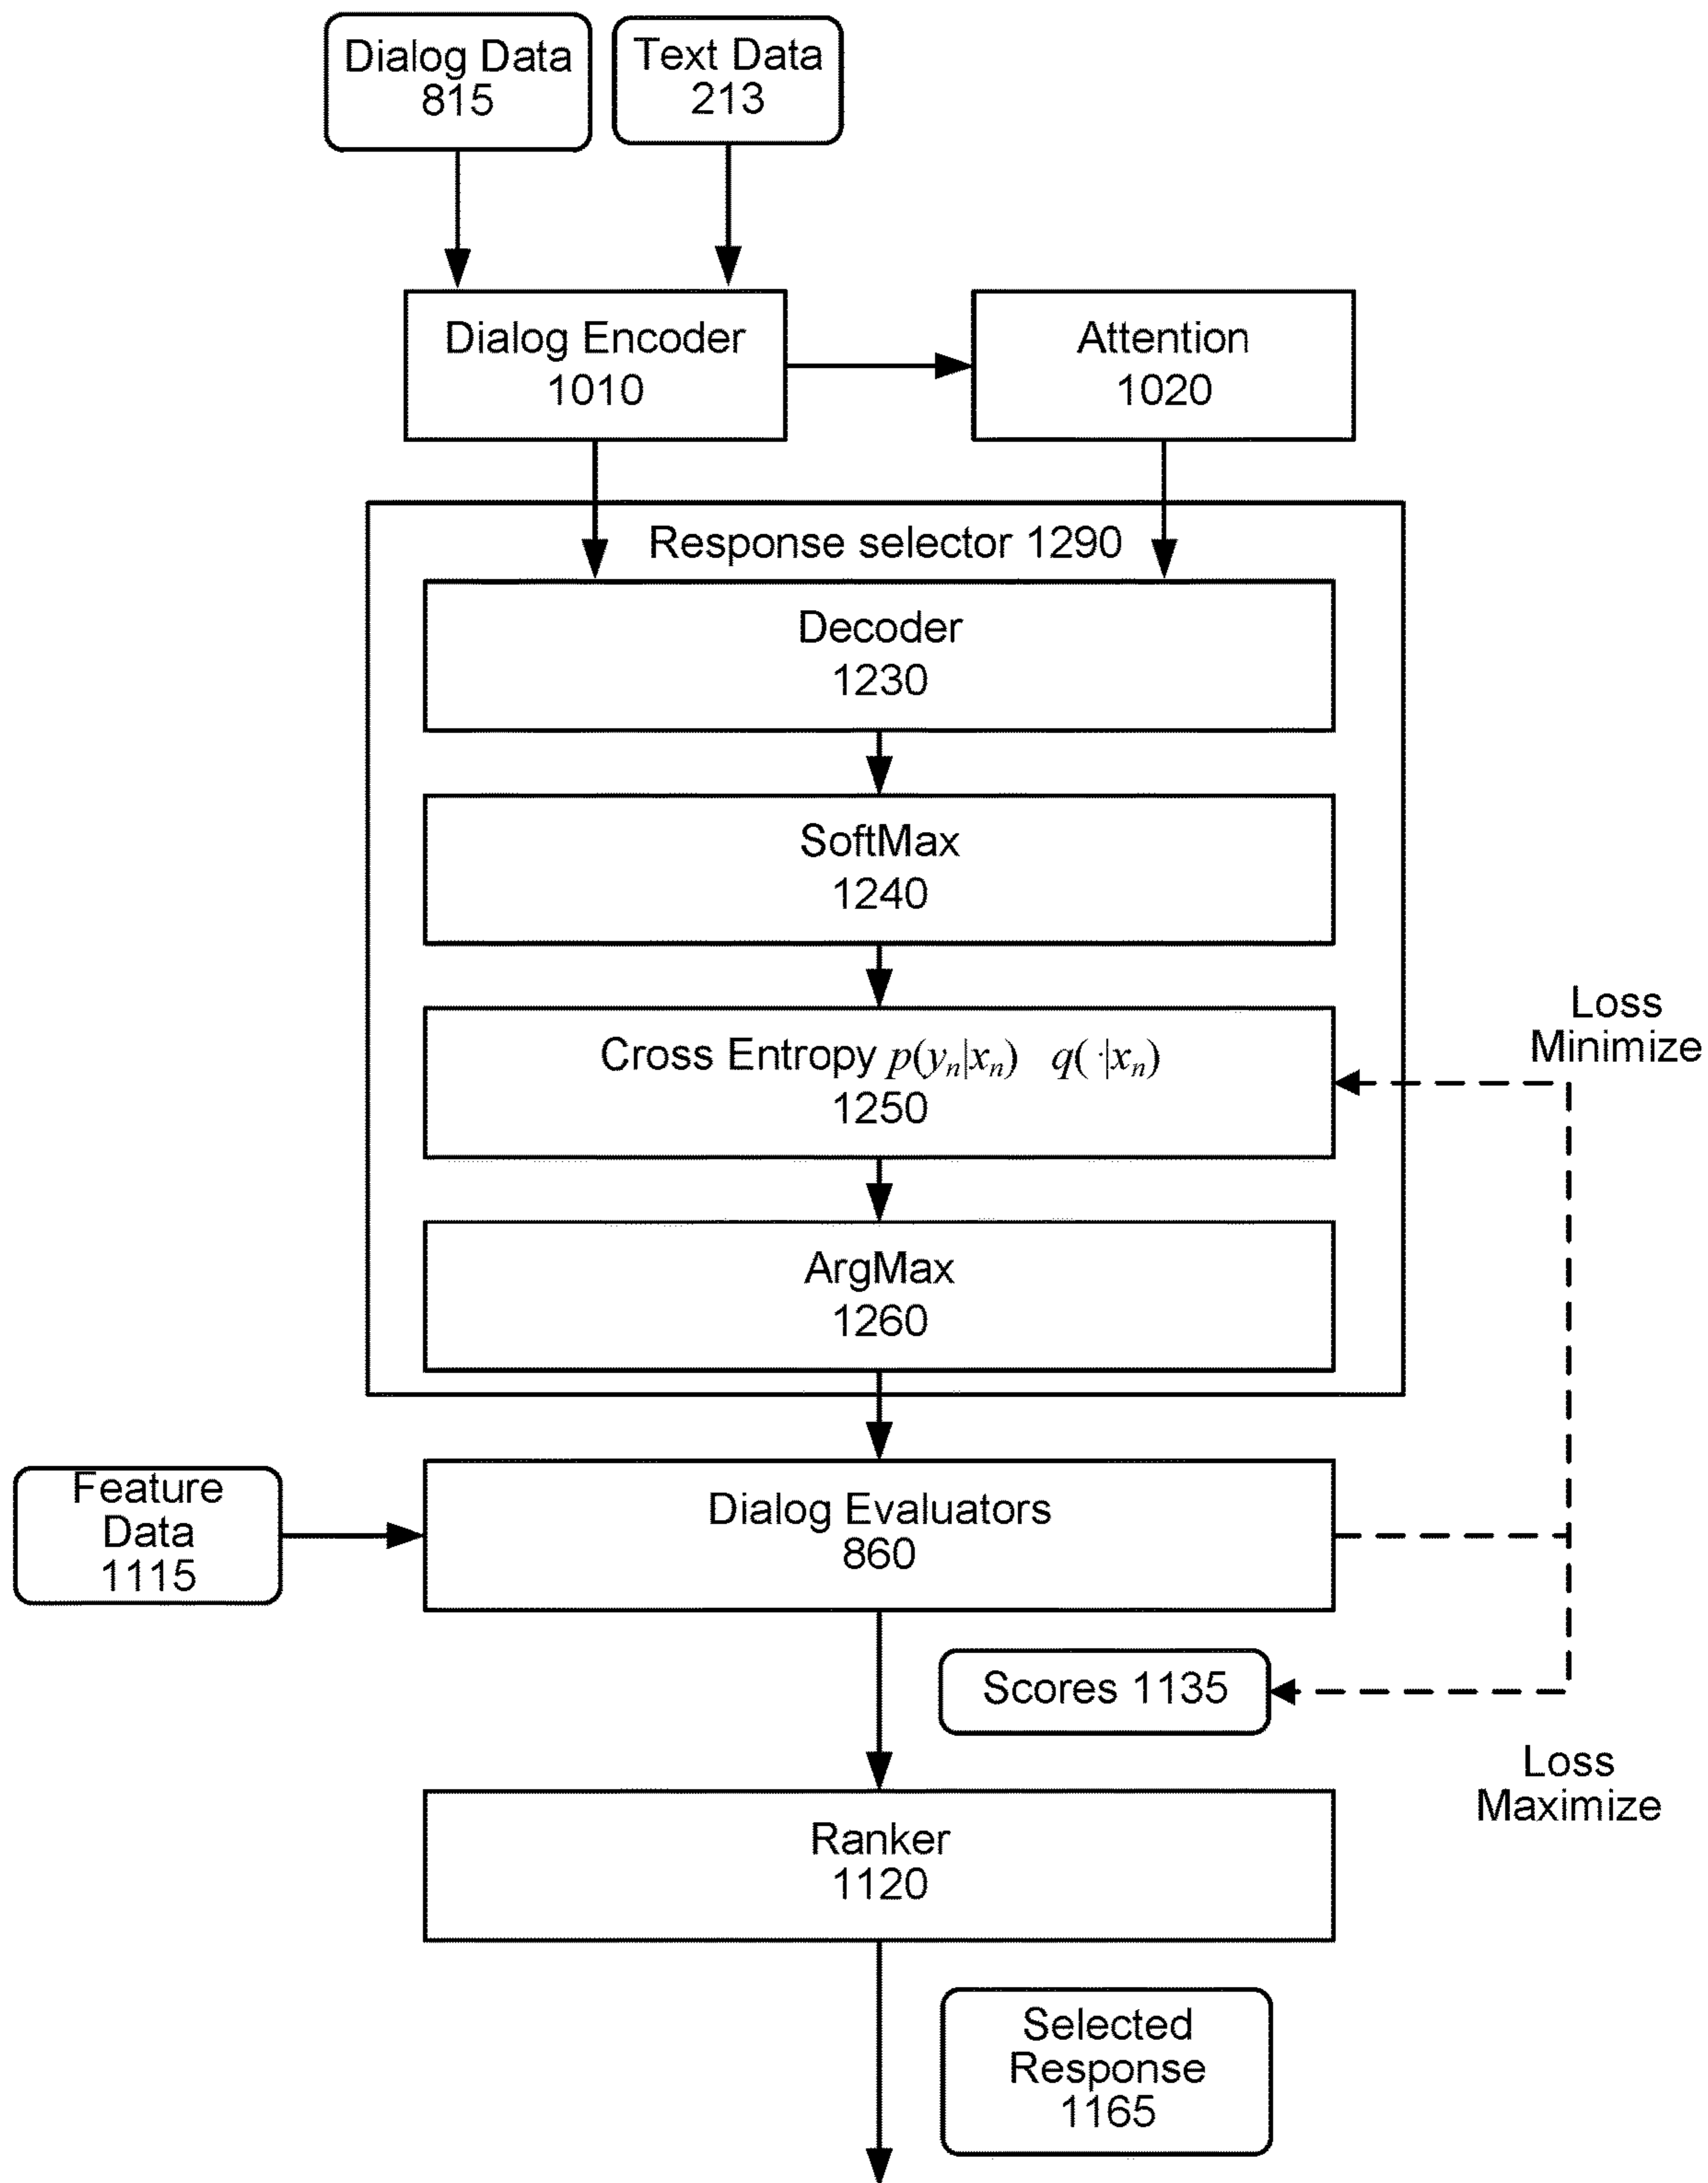 Dialog Data
815
Text Data
213
Dialog Encoder
1010
Attention
1020
Response selector 1290
Decoder
1230
SoftMax
1240
Cross Entropy p(yₙ|xₙ) q( ·|xₙ)
1250
Loss
Minimize
ArgMax
1260
Feature
Data
1115
Dialog Evaluators
860
Scores 1135
Loss
Maximize
Ranker
1120
Selected
Response
1165